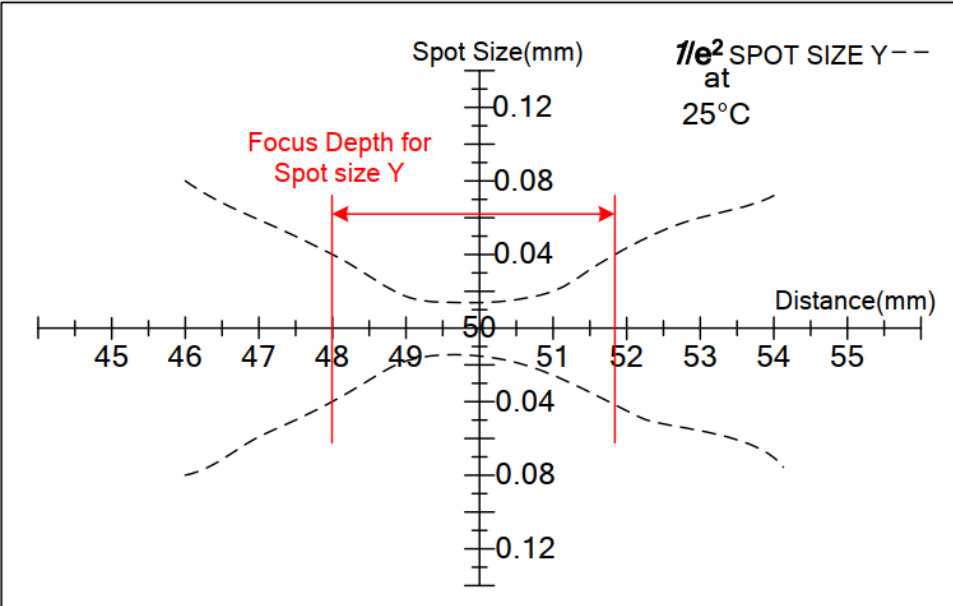 Spot Size(mm)
1/e² SPOT SIZE Y--
at
25°C
0.12
Focus Depth for
Spot size Y
0.08
0.04
Distance(mm)
50
45 46 47 48 49 51 52 53 54 55
0.04
0.08
0.12